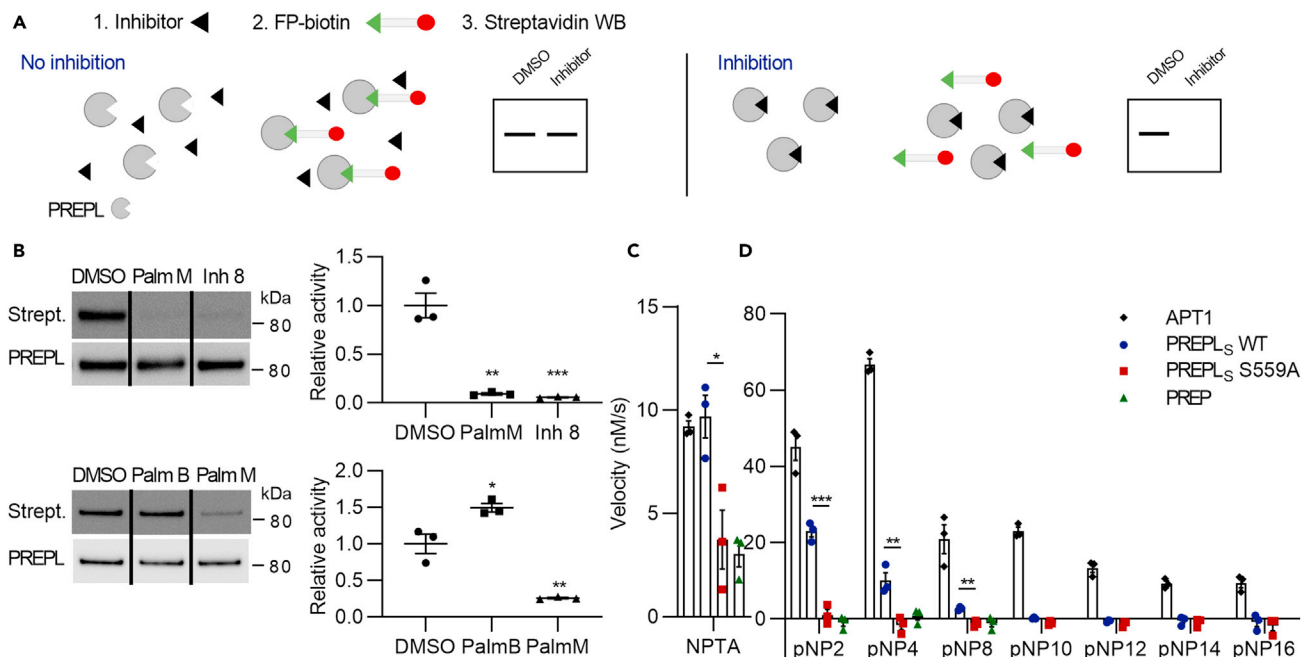 A 1. Inhibitor 2. FP-biotin 3. Streptavidin WB
No inhibition
DMSO
Inhibitor
PREPL
Inhibition
DMSO
Inhibitor
B
DMSO Palm M Inh 8
kDa
Strept.
80
PREPL
80
Relative activity
1.5
1.0
0.5
0.0
**
***
DMSO PalmM Inh 8
DMSO Palm B Palm M
kDa
Strept.
80
PREPL
80
Relative activity
2.0
1.5
1.0
0.5
0.0
*
**
DMSO PalmB PalmM
C
Velocity (nM/s)
15
10
5
0
*
NPTA
D
80
60
40
20
0
***
**
**
pNP2 pNP4 pNP8 pNP10 pNP12 pNP14 pNP16
APT1
PREPLS WT
PREPLS S559A
PREP